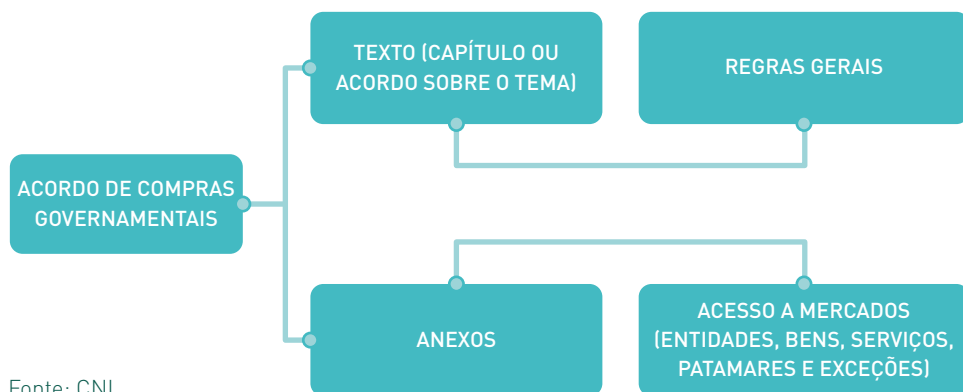 TEXTO (CAPÍTULO OU
ACORDO SOBRE O TEMA)
REGRAS GERAIS
ACORDO DE COMPRAS
GOVERNAMENTAIS
ANEXOS
ACESSO A MERCADOS
(ENTIDADES, BENS, SERVIÇOS,
PATAMARES E EXCEÇÕES)
Fonte: CNI